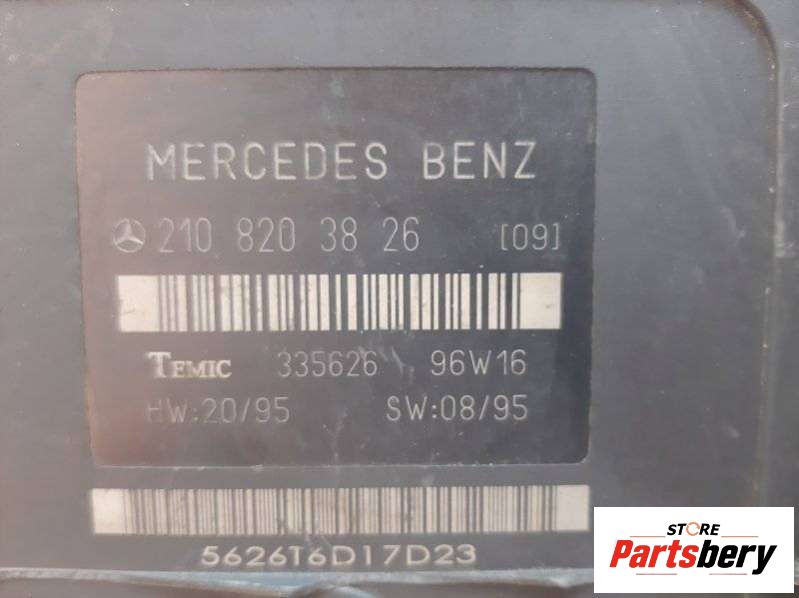 MERCEDES BENZ
210 820 38 26 [09]
TEMIC 335626 96W16
HW:20/95 SW:08/95
5626T6D17D23
STORE
Partsbery